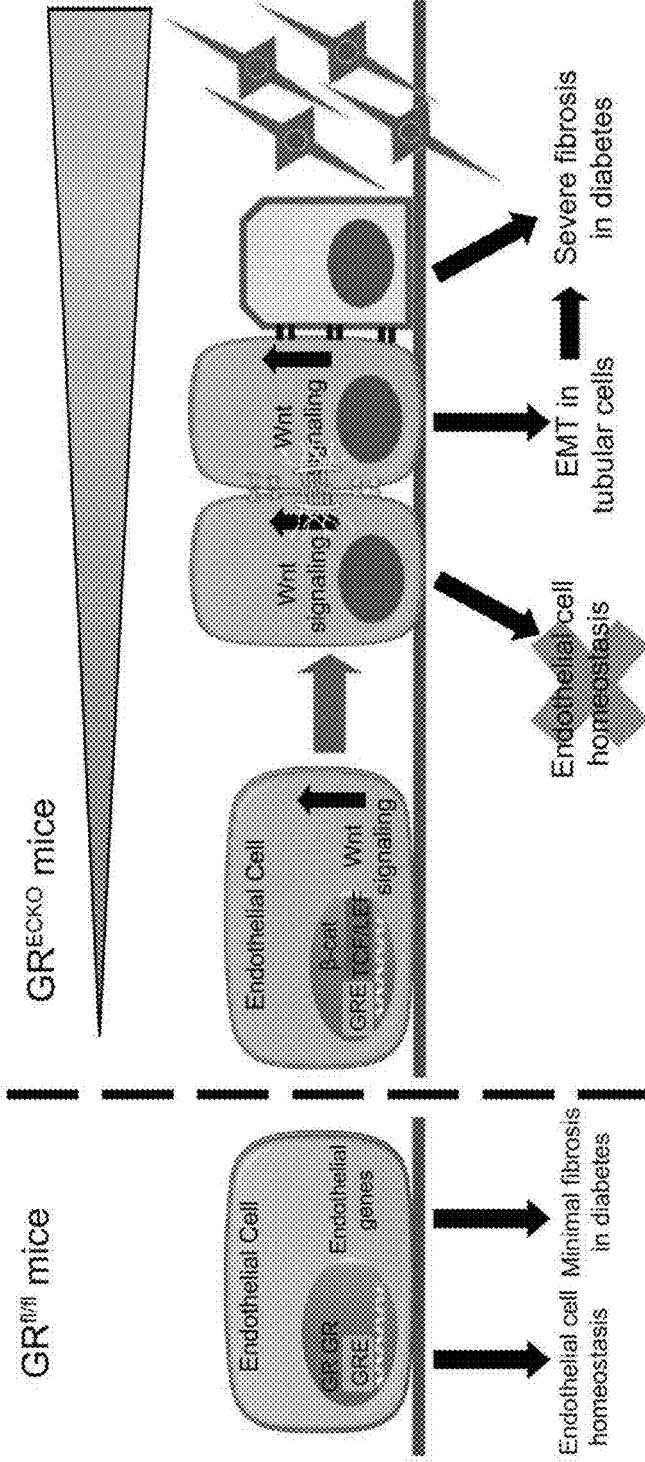 GR^fl/fl mice
Endothelial Cell
GR GR
GRE
Endothelial
genes
Endothelial cell
homeostasis
Minimal fibrosis
in diabetes
GR^ECKO mice
Endothelial Cell
β-cat
GRE TCF/LEF
Wnt
signaling
Wnt
signaling
Wnt
signaling
Endothelial cell
homeostasis
EMT in
tubular cells
Severe fibrosis
in diabetes